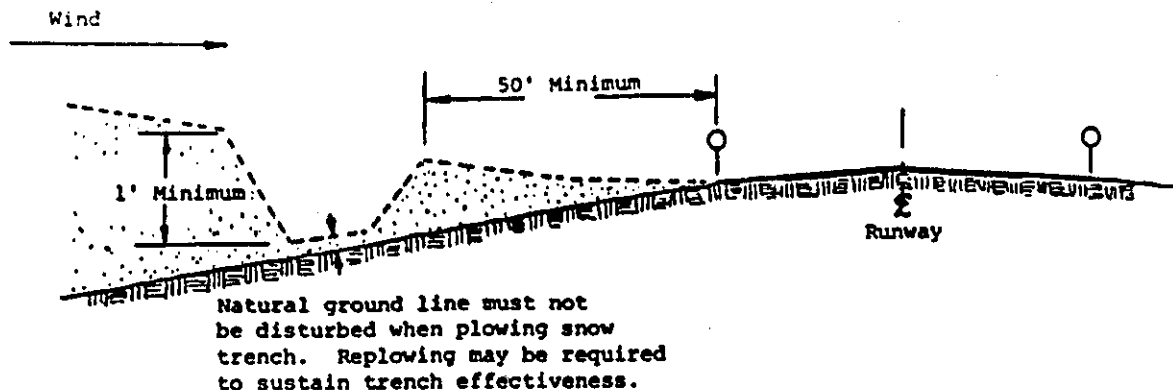 Wind
50' Minimum
1' Minimum
℄
Runway
Natural ground line must not
be disturbed when plowing snow
trench. Replowing may be required
to sustain trench effectiveness.